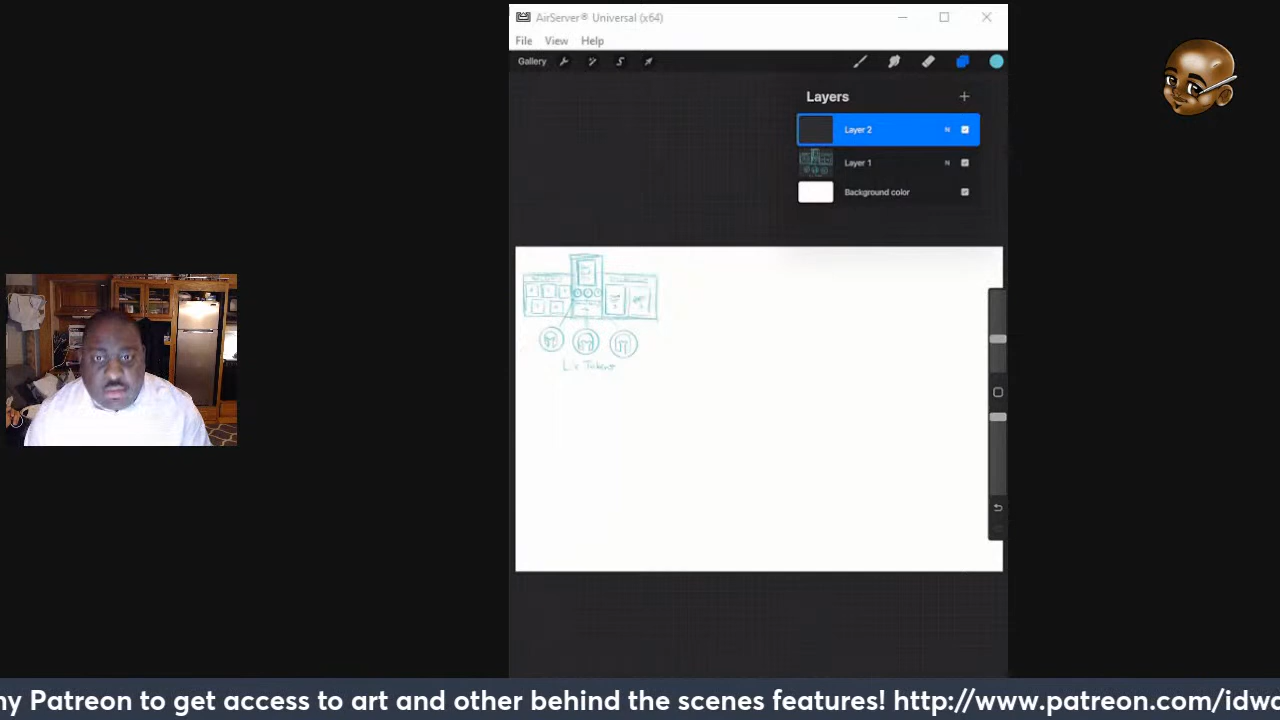 AirServer® Universal (x64)
File View Help
Gallery
Layers
Layer 2 N
Layer 1 N
Background color
ny Patreon to get access to art and other behind the scenes features! http://www.patreon.com/idwa